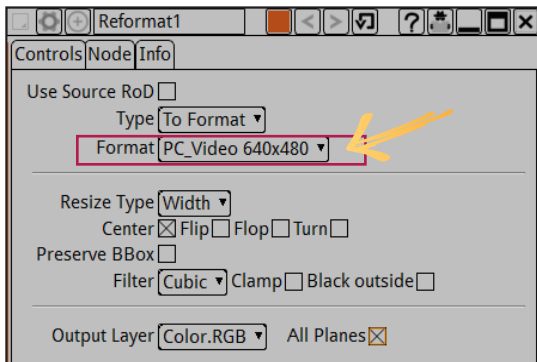 Reformat1
Controls Node Info
Use Source RoD
Type To Format
Format PC_Video 640x480
Resize Type Width
Center Flip Flop Turn
Preserve BBox
Filter Cubic Clamp Black outside
Output Layer Color.RGB All Planes